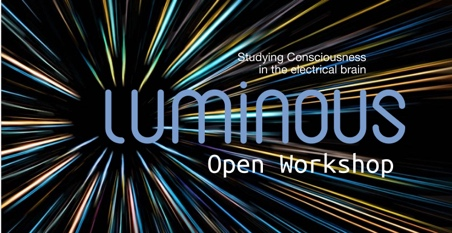 Studying Consciousness
in the electrical brain
luminous
Open Workshop